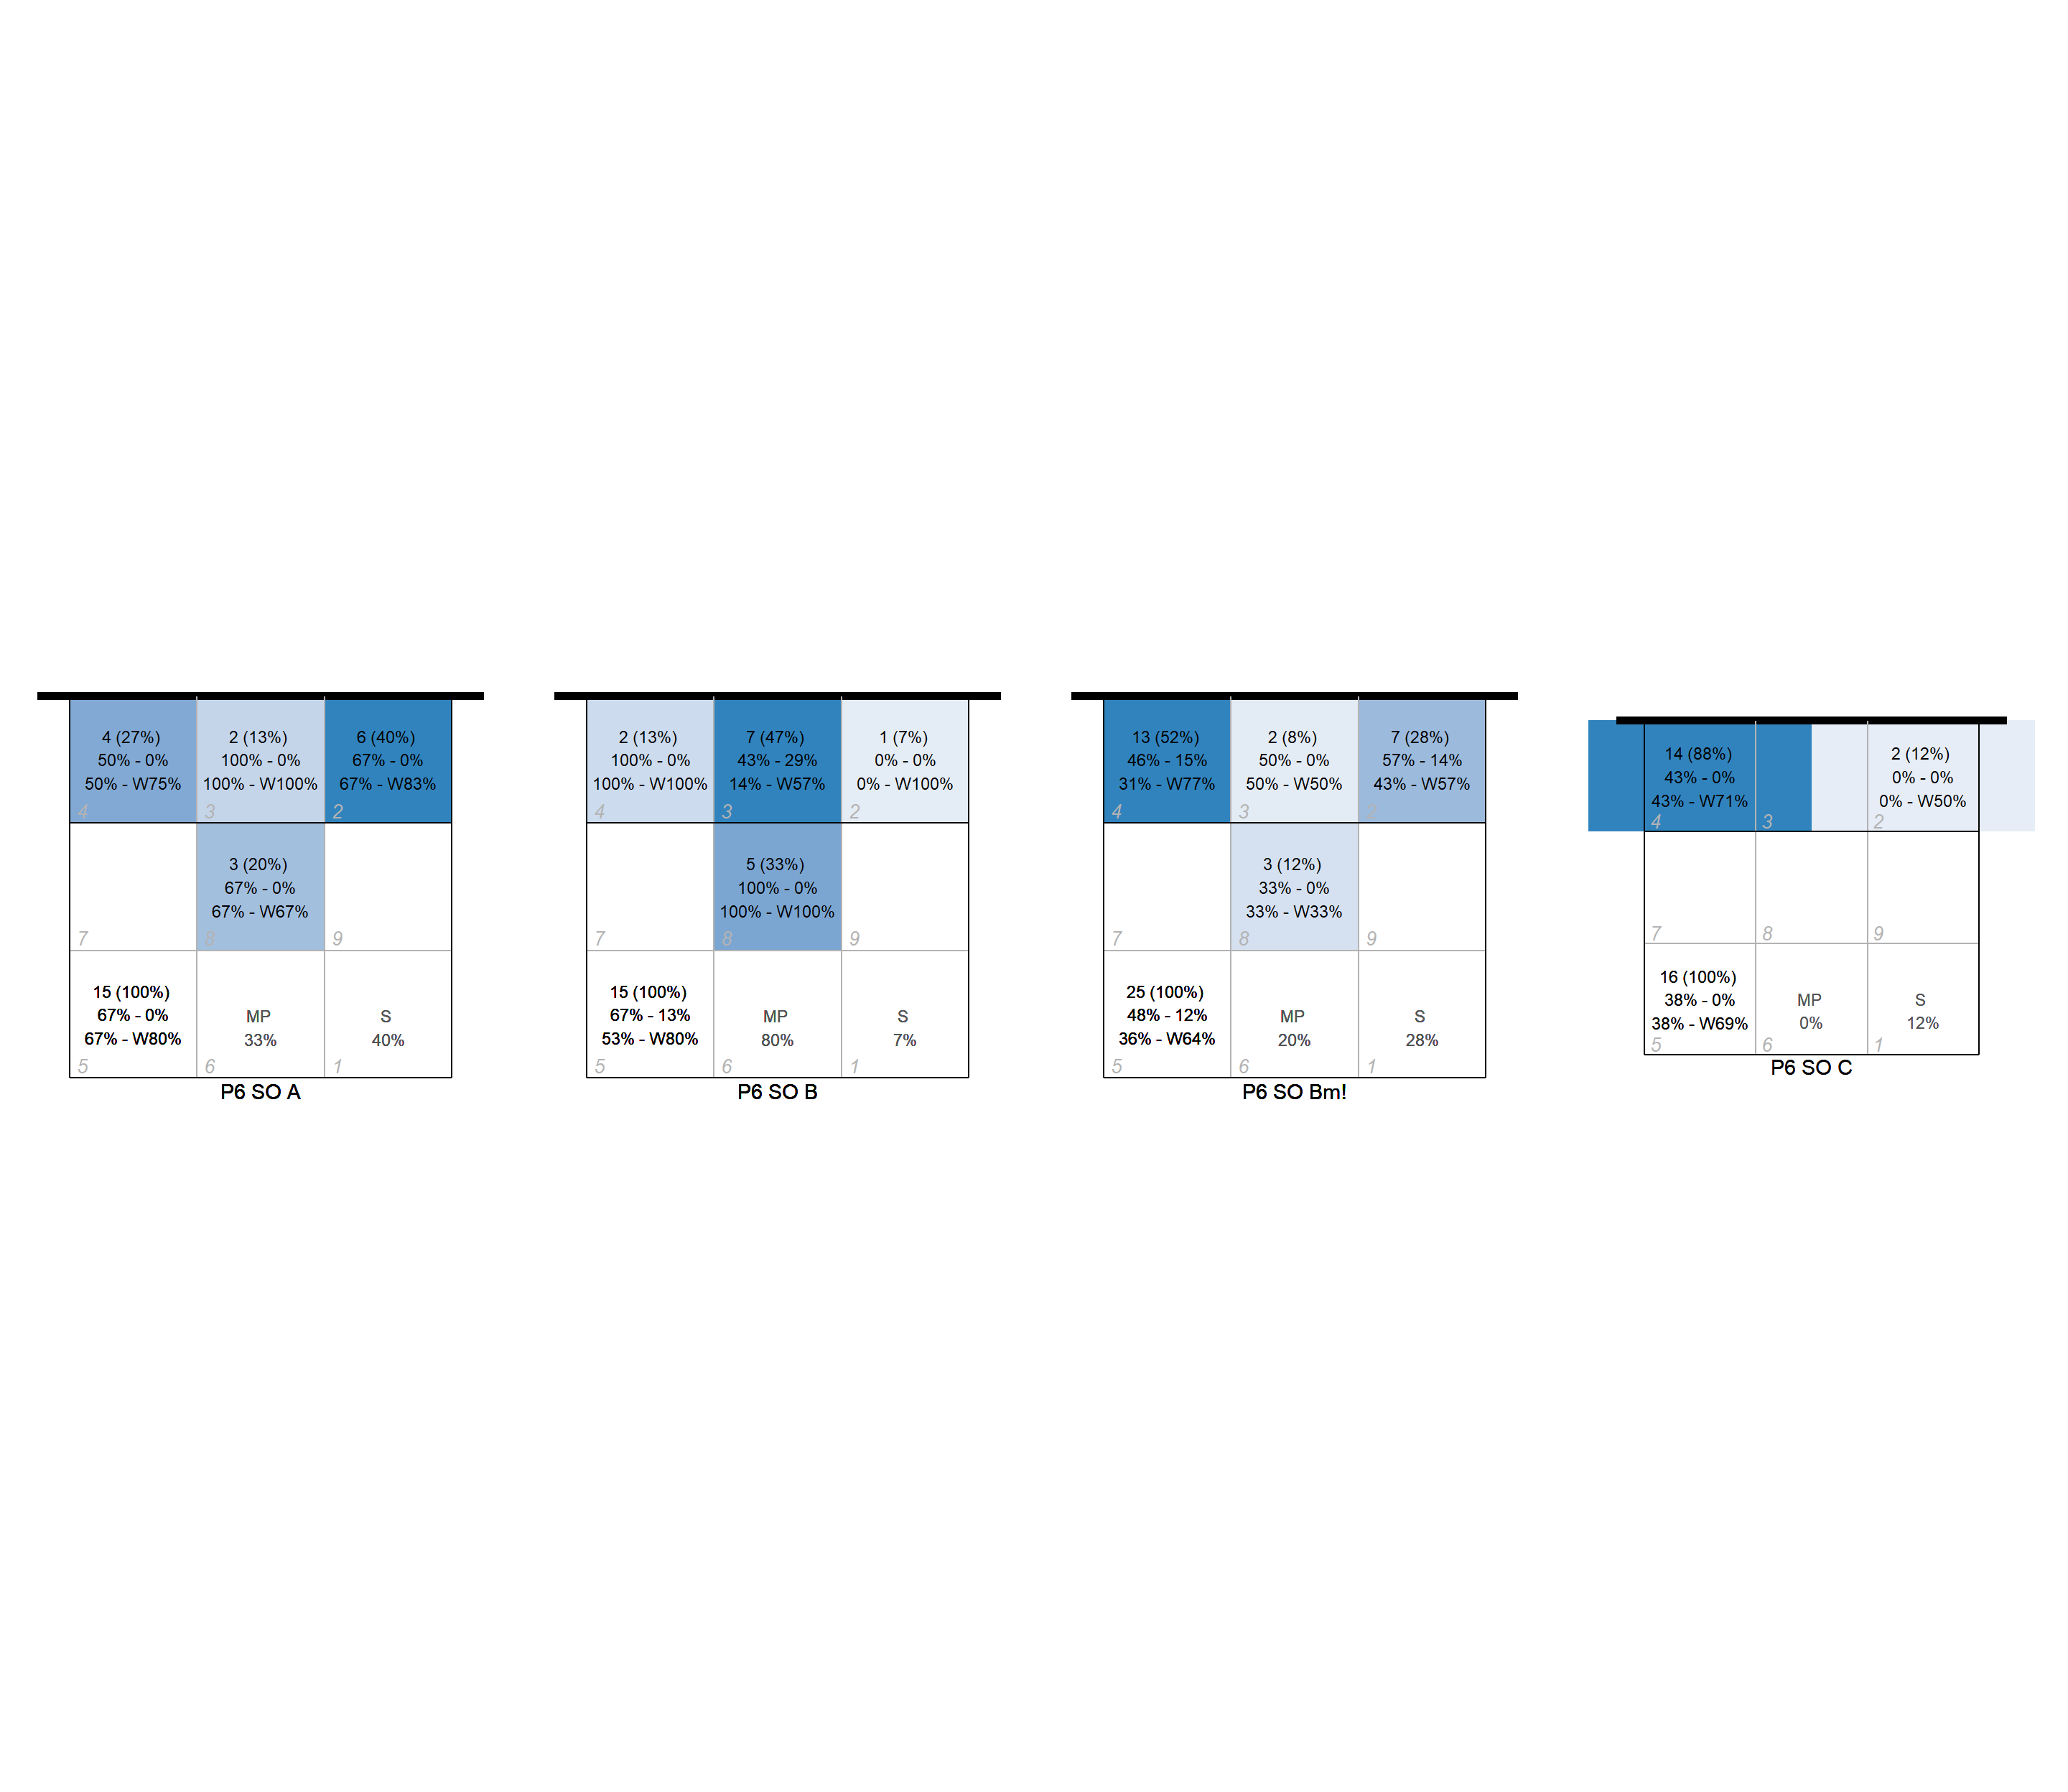 4 (27%)
50% - 0%
50% - W75%
4
2 (13%)
100% - 0%
100% - W100%
3
6 (40%)
67% - 0%
67% - W83%
2
7
3 (20%)
67% - 0%
67% - W67%
8
9
15 (100%)
67% - 0%
67% - W80%
5
MP
33%
6
S
40%
1
P6 SO A
2 (13%)
100% - 0%
100% - W100%
4
7 (47%)
43% - 29%
14% - W57%
3
1 (7%)
0% - 0%
0% - W100%
2
7
5 (33%)
100% - 0%
100% - W100%
8
9
15 (100%)
67% - 13%
53% - W80%
5
MP
80%
6
S
7%
1
P6 SO B
13 (52%)
46% - 15%
31% - W77%
4
2 (8%)
50% - 0%
50% - W50%
3
7 (28%)
57% - 14%
43% - W57%
2
7
3 (12%)
33% - 0%
33% - W33%
8
9
25 (100%)
48% - 12%
36% - W64%
5
MP
20%
6
S
28%
1
P6 SO Bm!
14 (88%)
43% - 0%
43% - W71%
4
3
2 (12%)
0% - 0%
0% - W50%
2
7
8
9
16 (100%)
38% - 0%
38% - W69%
5
MP
0%
6
S
12%
1
P6 SO C